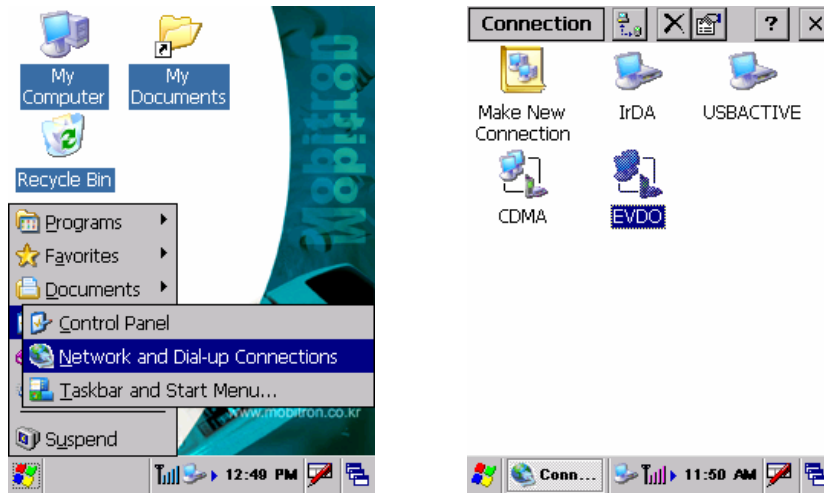 My
Computer
My
Documents
Recycle Bin
Mobitron
Mobitron
Programs
Favorites
Documents
Control Panel
Network and Dial-up Connections
Taskbar and Start Menu...
www.mobitron.co.kr
Suspend
12:49 PM
Connection
?
Make New
Connection
IrDA
USBACTIVE
CDMA
EVDO
Conn...
11:50 AM